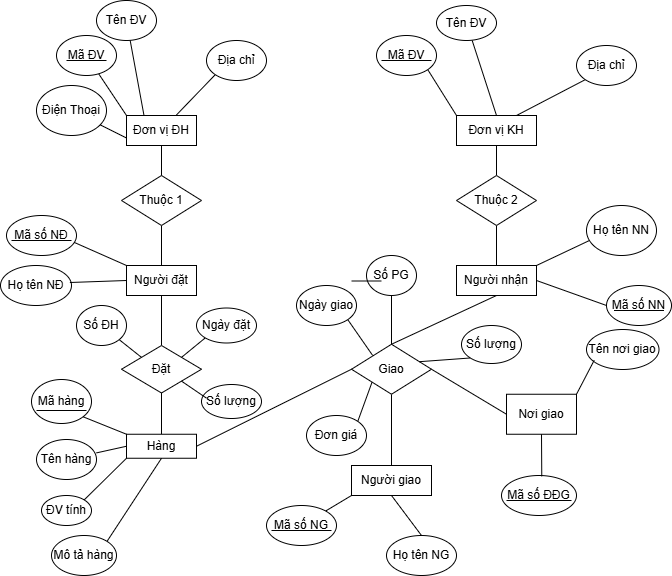 Tên ĐV
Tên ĐV
Mã ĐV
Mã ĐV
Địa chỉ
Địa chỉ
Điện Thoại
Đơn vị ĐH
Đơn vị KH
Thuộc 1
Thuộc 2
Mã số NĐ
Họ tên NN
Họ tên NĐ
Người đặt
Số PG
Người nhận
Mã số NN
Ngày giao
Số ĐH
Ngày đặt
Số lượng
Tên nơi giao
Đặt
Giao
Mã hàng
Số lượng
Nơi giao
Đơn giá
Hàng
Tên hàng
Người giao
Mã số ĐĐG
ĐV tính
Mã số NG
Mô tả hàng
Họ tên NG